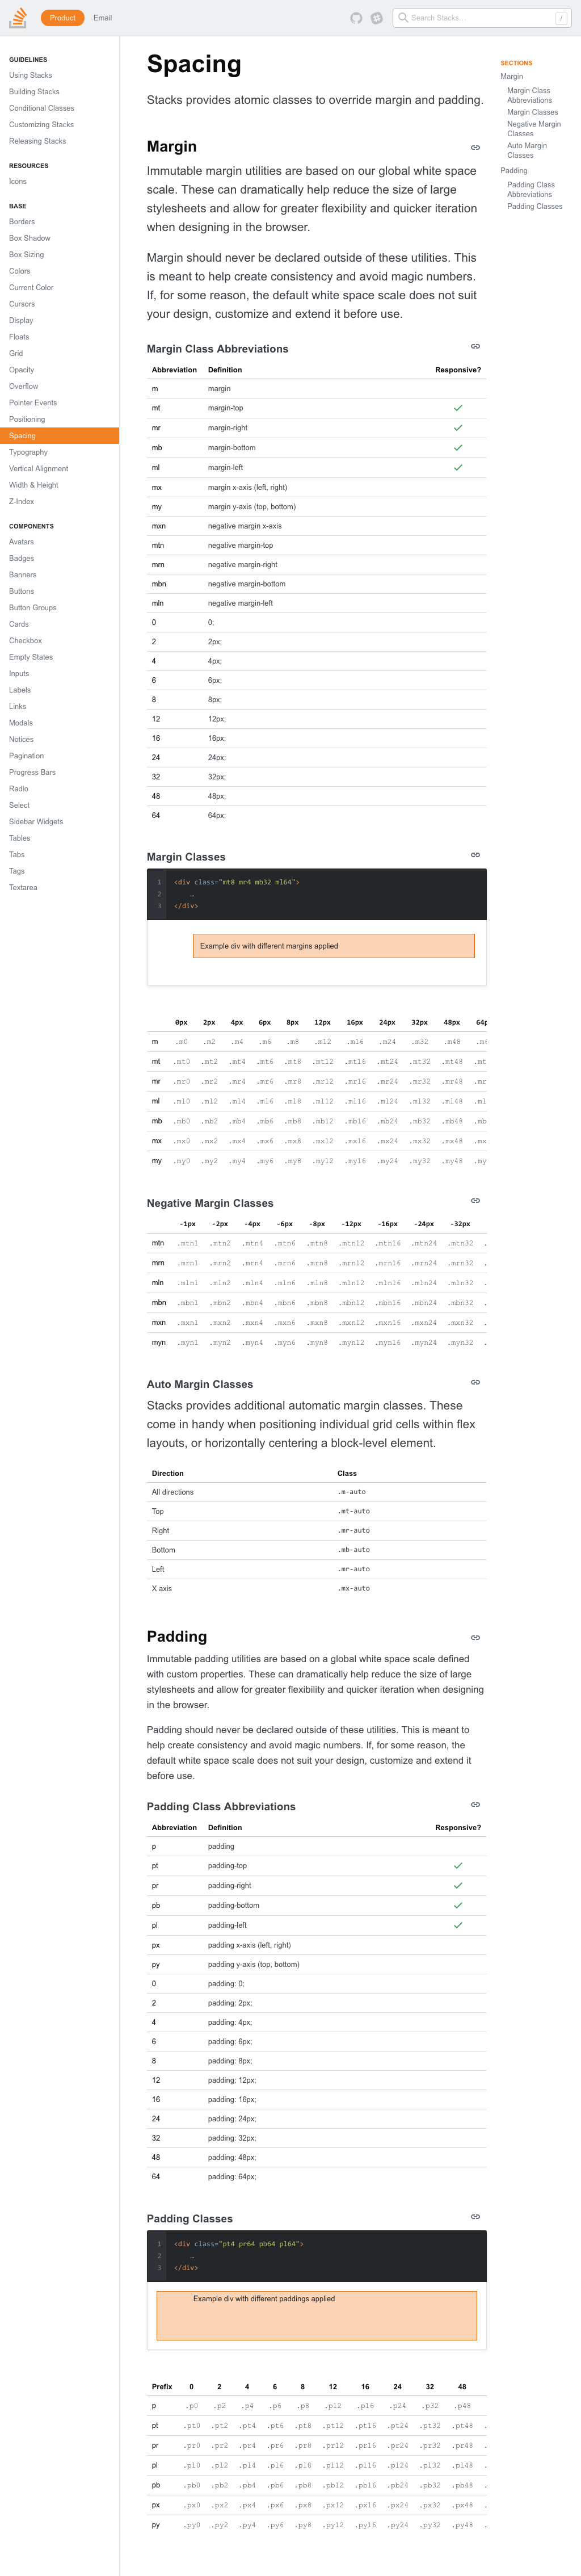 Product Email Search Stacks… /
GUIDELINES
Using Stacks
Building Stacks
Conditional Classes
Customizing Stacks
Releasing Stacks
RESOURCES
Icons
BASE
Borders
Box Shadow
Box Sizing
Colors
Current Color
Cursors
Display
Floats
Grid
Opacity
Overflow
Pointer Events
Positioning
Spacing
Typography
Vertical Alignment
Width & Height
Z-Index
COMPONENTS
Avatars
Badges
Banners
Buttons
Button Groups
Cards
Checkbox
Empty States
Inputs
Labels
Links
Modals
Notices
Pagination
Progress Bars
Radio
Select
Sidebar Widgets
Tables
Tabs
Tags
Textarea
Spacing
Stacks provides atomic classes to override margin and padding.
Margin
Immutable margin utilities are based on our global white space
scale. These can dramatically help reduce the size of large
stylesheets and allow for greater flexibility and quicker iteration
when designing in the browser.
Margin should never be declared outside of these utilities. This
is meant to help create consistency and avoid magic numbers.
If, for some reason, the default white space scale does not suit
your design, customize and extend it before use.
Margin Class Abbreviations
Abbreviation Definition Responsive?
m margin
mt margin-top
mr margin-right
mb margin-bottom
ml margin-left
mx margin x-axis (left, right)
my margin y-axis (top, bottom)
mxn negative margin x-axis
mtn negative margin-top
mrn negative margin-right
mbn negative margin-bottom
mln negative margin-left
0 0;
2 2px;
4 4px;
6 6px;
8 8px;
12 12px;
16 16px;
24 24px;
32 32px;
48 48px;
64 64px;
Margin Classes
1 <div class="mt8 mr4 mb32 ml64">
2 …
3 </div>
Example div with different margins applied
0px 2px 4px 6px 8px 12px 16px 24px 32px 48px 64p
m .m0 .m2 .m4 .m6 .m8 .m12 .m16 .m24 .m32 .m48 .m6
mt .mt0 .mt2 .mt4 .mt6 .mt8 .mt12 .mt16 .mt24 .mt32 .mt48 .mt
mr .mr0 .mr2 .mr4 .mr6 .mr8 .mr12 .mr16 .mr24 .mr32 .mr48 .mr
ml .ml0 .ml2 .ml4 .ml6 .ml8 .ml12 .ml16 .ml24 .ml32 .ml48 .ml
mb .mb0 .mb2 .mb4 .mb6 .mb8 .mb12 .mb16 .mb24 .mb32 .mb48 .mb
mx .mx0 .mx2 .mx4 .mx6 .mx8 .mx12 .mx16 .mx24 .mx32 .mx48 .mx
my .my0 .my2 .my4 .my6 .my8 .my12 .my16 .my24 .my32 .my48 .my
Negative Margin Classes
-1px -2px -4px -6px -8px -12px -16px -24px -32px
mtn .mtn1 .mtn2 .mtn4 .mtn6 .mtn8 .mtn12 .mtn16 .mtn24 .mtn32 .
mrn .mrn1 .mrn2 .mrn4 .mrn6 .mrn8 .mrn12 .mrn16 .mrn24 .mrn32 .
mln .mln1 .mln2 .mln4 .mln6 .mln8 .mln12 .mln16 .mln24 .mln32 .
mbn .mbn1 .mbn2 .mbn4 .mbn6 .mbn8 .mbn12 .mbn16 .mbn24 .mbn32 .
mxn .mxn1 .mxn2 .mxn4 .mxn6 .mxn8 .mxn12 .mxn16 .mxn24 .mxn32 .
myn .myn1 .myn2 .myn4 .myn6 .myn8 .myn12 .myn16 .myn24 .myn32 .
Auto Margin Classes
Stacks provides additional automatic margin classes. These
come in handy when positioning individual grid cells within flex
layouts, or horizontally centering a block-level element.
Direction Class
All directions .m-auto
Top .mt-auto
Right .mr-auto
Bottom .mb-auto
Left .mr-auto
X axis .mx-auto
Padding
Immutable padding utilities are based on a global white space scale defined
with custom properties. These can dramatically help reduce the size of large
stylesheets and allow for greater flexibility and quicker iteration when designing
in the browser.
Padding should never be declared outside of these utilities. This is meant to
help create consistency and avoid magic numbers. If, for some reason, the
default white space scale does not suit your design, customize and extend it
before use.
Padding Class Abbreviations
Abbreviation Definition Responsive?
p padding
pt padding-top
pr padding-right
pb padding-bottom
pl padding-left
px padding x-axis (left, right)
py padding y-axis (top, bottom)
0 padding: 0;
2 padding: 2px;
4 padding: 4px;
6 padding: 6px;
8 padding: 8px;
12 padding: 12px;
16 padding: 16px;
24 padding: 24px;
32 padding: 32px;
48 padding: 48px;
64 padding: 64px;
Padding Classes
1 <div class="pt4 pr64 pb64 pl64">
2 …
3 </div>
Example div with different paddings applied
Prefix 0 2 4 6 8 12 16 24 32 48
p .p0 .p2 .p4 .p6 .p8 .p12 .p16 .p24 .p32 .p48
pt .pt0 .pt2 .pt4 .pt6 .pt8 .pt12 .pt16 .pt24 .pt32 .pt48 .
pr .pr0 .pr2 .pr4 .pr6 .pr8 .pr12 .pr16 .pr24 .pr32 .pr48 .
pl .pl0 .pl2 .pl4 .pl6 .pl8 .pl12 .pl16 .pl24 .pl32 .pl48 .
pb .pb0 .pb2 .pb4 .pb6 .pb8 .pb12 .pb16 .pb24 .pb32 .pb48 .
px .px0 .px2 .px4 .px6 .px8 .px12 .px16 .px24 .px32 .px48 .
py .py0 .py2 .py4 .py6 .py8 .py12 .py16 .py24 .py32 .py48 .
SECTIONS
Margin
Margin Class
Abbreviations
Margin Classes
Negative Margin
Classes
Auto Margin
Classes
Padding
Padding Class
Abbreviations
Padding Classes